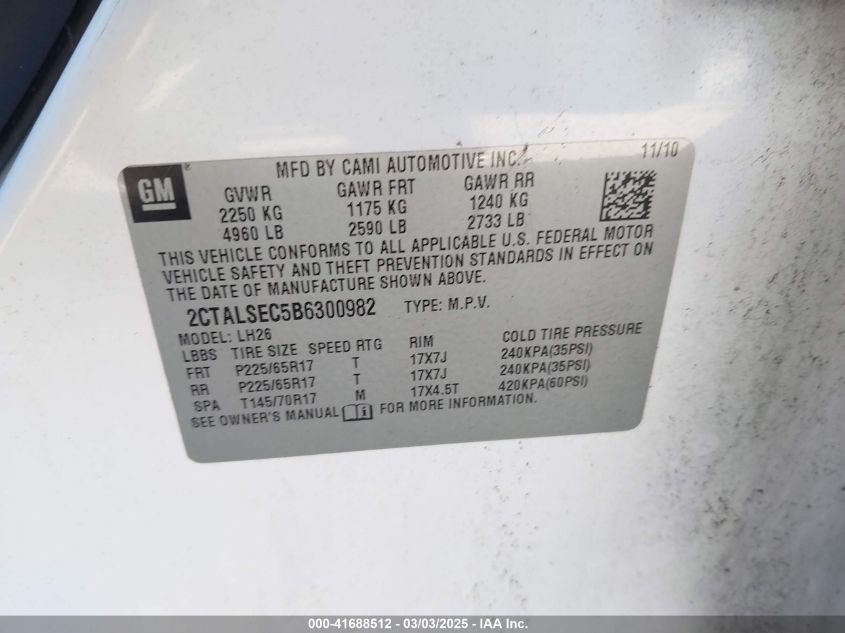 GM ®
MFD BY CAMI AUTOMOTIVE INC. 11/10
GVWR GAWR FRT GAWR RR
2250 KG 1175 KG 1240 KG
4960 LB 2590 LB 2733 LB
THIS VEHICLE CONFORMS TO ALL APPLICABLE U.S. FEDERAL MOTOR
VEHICLE SAFETY AND THEFT PREVENTION STANDARDS IN EFFECT ON
THE DATE OF MANUFACTURE SHOWN ABOVE.
2CTALSEC5B6300982 TYPE: M.P.V.
MODEL: LH26
LBBS TIRE SIZE SPEED RTG RIM COLD TIRE PRESSURE
FRT P225/65R17 T 17X7J 240KPA(35PSI)
RR P225/65R17 T 17X7J 240KPA(35PSI)
SPA T145/70R17 M 17X4.5T 420KPA(60PSI)
SEE OWNER'S MANUAL FOR MORE INFORMATION.
000-41688512 - 03/03/2025 - IAA Inc.